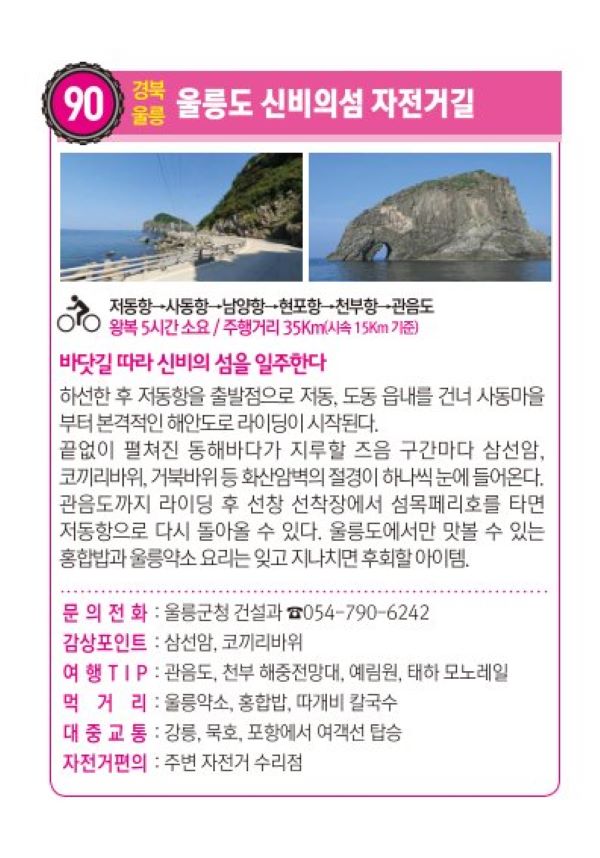 90 경북 울릉 울릉도 신비의섬 자전거길
저동항→사동항→남양항→현포항→천부항→관음도
왕복 5시간 소요 / 주행거리 35Km(시속 15Km 기준)
바닷길 따라 신비의 섬을 일주한다
하선한 후 저동항을 출발점으로 저동, 도동 읍내를 건너 사동마을
부터 본격적인 해안도로 라이딩이 시작된다.
끝없이 펼쳐진 동해바다가 지루할 즈음 구간마다 삼선암,
코끼리바위, 거북바위 등 화산암벽의 절경이 하나씩 눈에 들어온다.
관음도까지 라이딩 후 선창 선착장에서 섬목페리호를 타면
저동항으로 다시 돌아올 수 있다. 울릉도에서만 맛볼 수 있는
홍합밥과 울릉약소 요리는 잊고 지나치면 후회할 아이템.
문의전화 : 울릉군청 건설과 ☎054-790-6242
감상포인트 : 삼선암, 코끼리바위
여행TIP : 관음도, 천부 해중전망대, 예림원, 태하 모노레일
먹거리 : 울릉약소, 홍합밥, 따개비 칼국수
대중교통 : 강릉, 묵호, 포항에서 여객선 탑승
자전거편의 : 주변 자전거 수리점